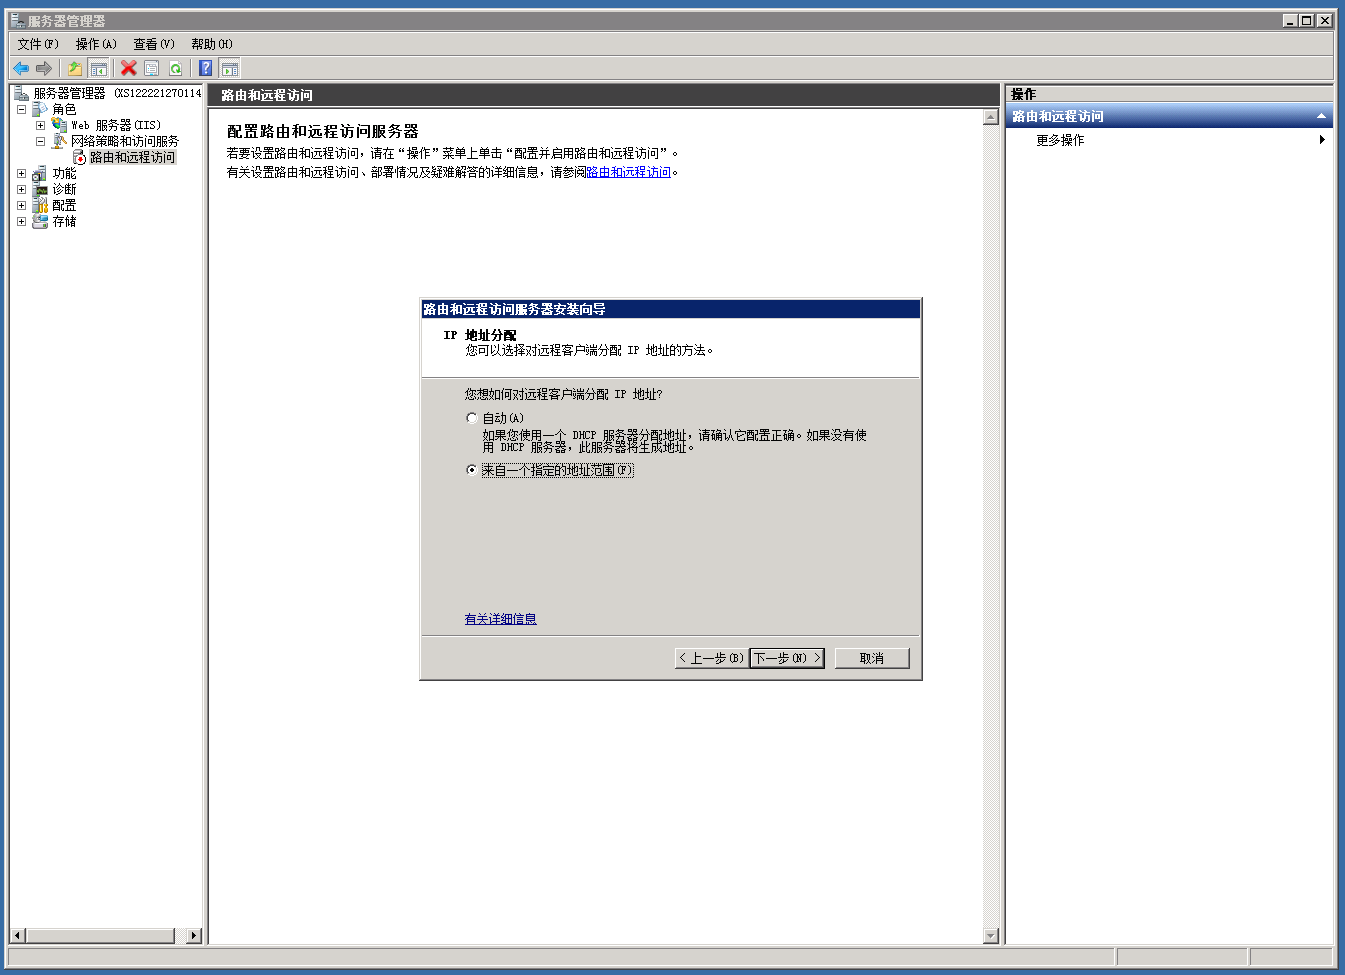 服务器管理器
文件(F) 操作(A) 查看(V) 帮助(H)
服务器管理器 (XS122221270114
角色
Web 服务器(IIS)
网络策略和访问服务
路由和远程访问
功能
诊断
配置
存储
路由和远程访问
配置路由和远程访问服务器
若要设置路由和远程访问，请在“操作”菜单上单击“配置并启用路由和远程访问”。
有关设置路由和远程访问、部署情况及疑难解答的详细信息，请参阅路由和远程访问。
路由和远程访问服务器安装向导
IP 地址分配
您可以选择对远程客户端分配 IP 地址的方法。
您想如何对远程客户端分配 IP 地址?
自动(A)
如果您使用一个 DHCP 服务器分配地址，请确认它配置正确。如果没有使
用 DHCP 服务器，此服务器将生成地址。
来自一个指定的地址范围(F)
有关详细信息
< 上一步(B) 下一步(N) > 取消
操作
路由和远程访问
更多操作